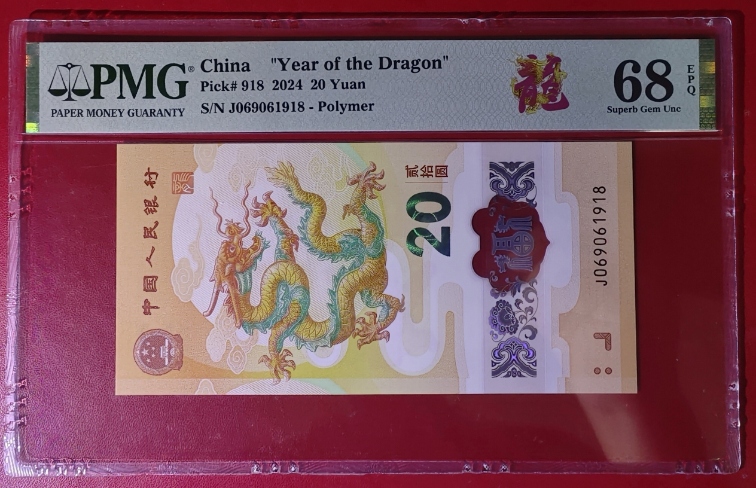 PMG®
PAPER MONEY GUARANTY
China "Year of the Dragon"
Pick# 918 2024 20 Yuan
S/N J069061918 - Polymer
龍
68
EPQ
Superb Gem Unc
中国人民银行
贰拾圆
20
J069061918